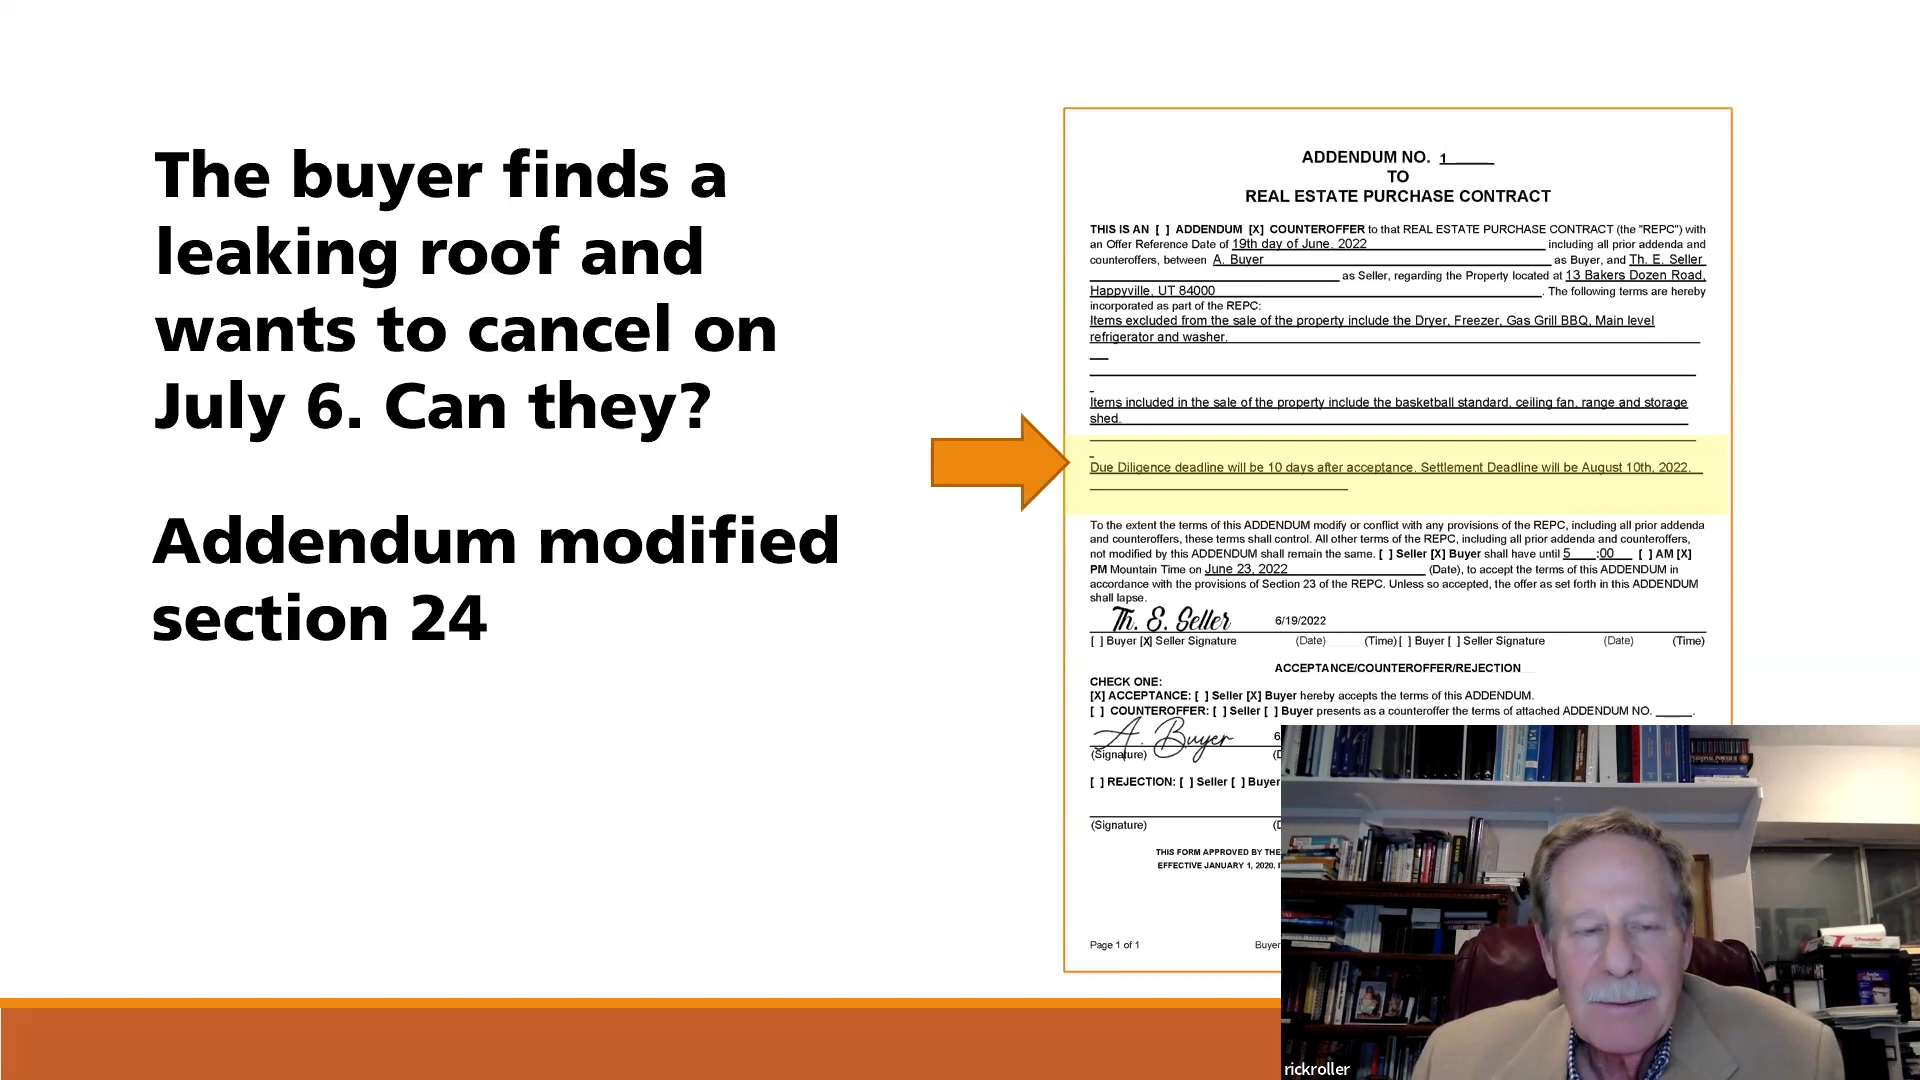 The buyer finds a
leaking roof and
wants to cancel on
July 6. Can they?
Addendum modified
section 24
ADDENDUM NO. 1
TO
REAL ESTATE PURCHASE CONTRACT
THIS IS AN [ ] ADDENDUM [X] COUNTEROFFER to that REAL ESTATE PURCHASE CONTRACT (the "REPC") with
an Offer Reference Date of 19th day of June, 2022 including all prior addenda and
counteroffers, between A. Buyer as Buyer, and Th. E. Seller
as Seller, regarding the Property located at 13 Bakers Dozen Road,
Happyville, UT 84000 . The following terms are hereby
incorporated as part of the REPC:
Items excluded from the sale of the property include the Dryer, Freezer, Gas Grill BBQ, Main level
refrigerator and washer.
Items included in the sale of the property include the basketball standard, ceiling fan, range and storage
shed.
Due Diligence deadline will be 10 days after acceptance. Settlement Deadline will be August 10th, 2022.
To the extent the terms of this ADDENDUM modify or conflict with any provisions of the REPC, including all prior addenda
and counteroffers, these terms shall control. All other terms of the REPC, including all prior addenda and counteroffers,
not modified by this ADDENDUM shall remain the same. [ ] Seller [X] Buyer shall have until 5 :00 [ ] AM [X]
PM Mountain Time on June 23, 2022 (Date), to accept the terms of this ADDENDUM in
accordance with the provisions of Section 23 of the REPC. Unless so accepted, the offer as set forth in this ADDENDUM
shall lapse.
Th. E. Seller 6/19/2022
[ ] Buyer [X] Seller Signature (Date) (Time) [ ] Buyer [ ] Seller Signature (Date) (Time)
ACCEPTANCE/COUNTEROFFER/REJECTION
CHECK ONE:
[X] ACCEPTANCE: [ ] Seller [X] Buyer hereby accepts the terms of this ADDENDUM.
[ ] COUNTEROFFER: [ ] Seller [ ] Buyer presents as a counteroffer the terms of attached ADDENDUM NO. _____.
A. Buyer 6
(Signature) (D
[ ] REJECTION: [ ] Seller [ ] Buyer
(Signature) (D
THIS FORM APPROVED BY THE
EFFECTIVE JANUARY 1, 2020.
Page 1 of 1 Buyer
rickroller